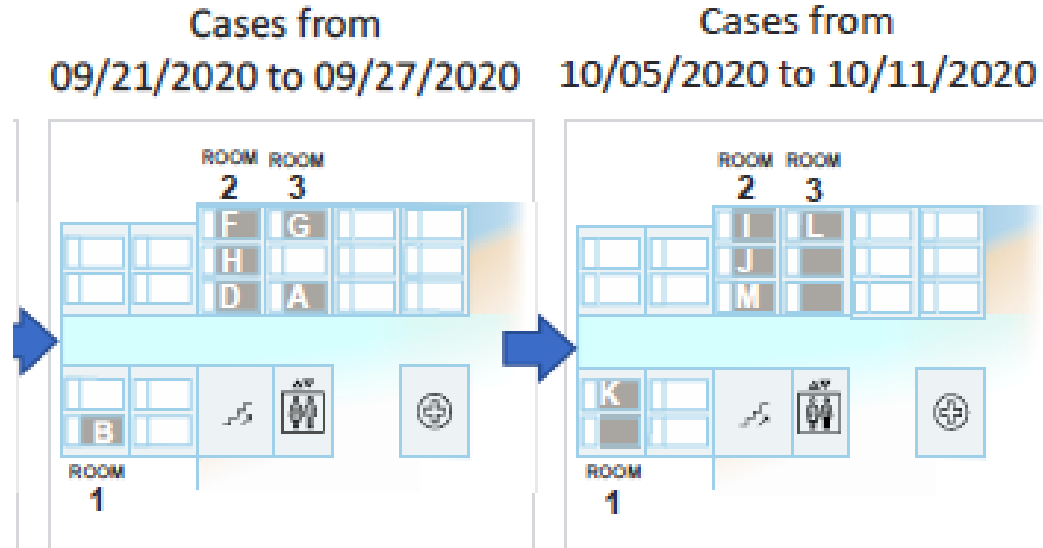 Cases from
09/21/2020 to 09/27/2020
ROOM ROOM
2 3
F G
H
D A
B
ROOM
1
Cases from
10/05/2020 to 10/11/2020
ROOM ROOM
2 3
I L
J
M
K
ROOM
1